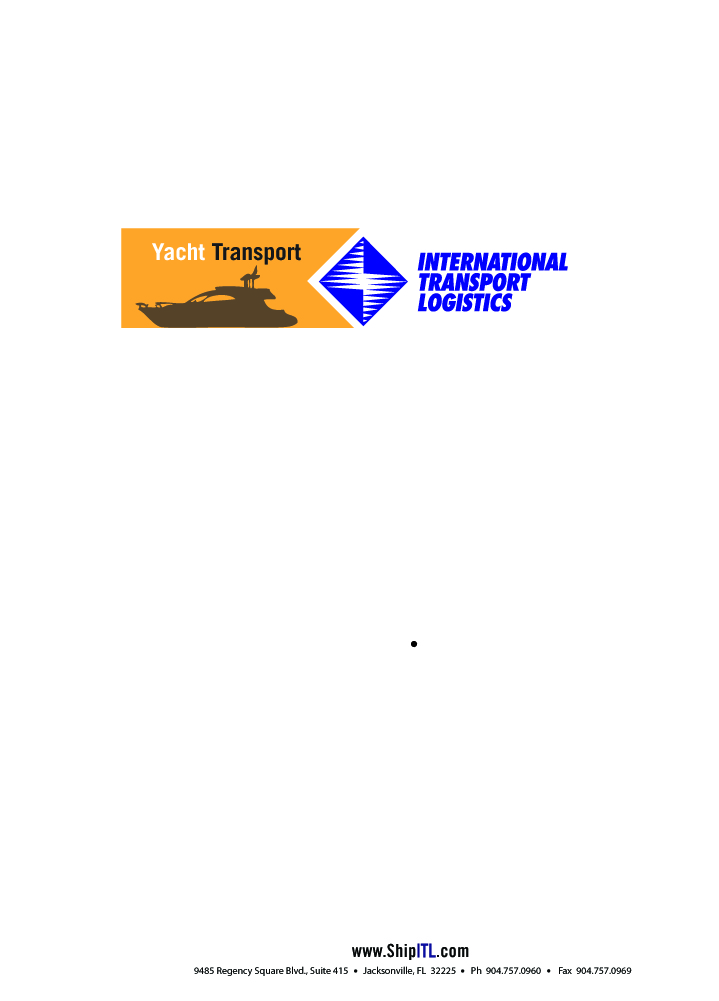 Yacht Transport
INTERNATIONAL
TRANSPORT
LOGISTICS
www.ShipITL.com
9485 Regency Square Blvd., Suite 415 • Jacksonville, FL 32225 • Ph 904.757.0960 • Fax 904.757.0969